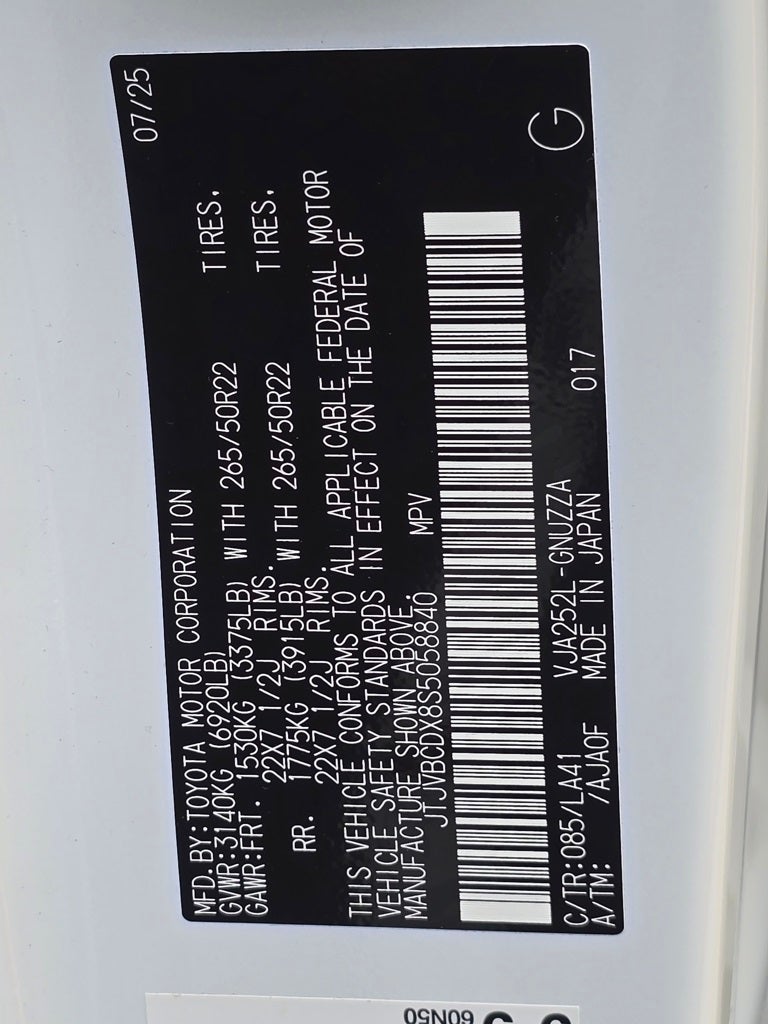 07/25
MFD.BY:TOYOTA MOTOR CORPORATION
GVWR:3140KG (6920LB)
GAWR:FRT. 1530KG (3375LB) WITH 265/50R22 TIRES,
22X7 1/2J RIMS.
RR. 1775KG (3915LB) WITH 265/50R22 TIRES,
22X7 1/2J RIMS.
THIS VEHICLE CONFORMS TO ALL APPLICABLE FEDERAL MOTOR
VEHICLE SAFETY STANDARDS IN EFFECT ON THE DATE OF
MANUFACTURE SHOWN ABOVE.
JTJVBCDX8S5058840 MPV
C/TR:085/LA41 VJA252L-GNUZZA 017 G
A/TM: /AJA0F MADE IN JAPAN
60N50